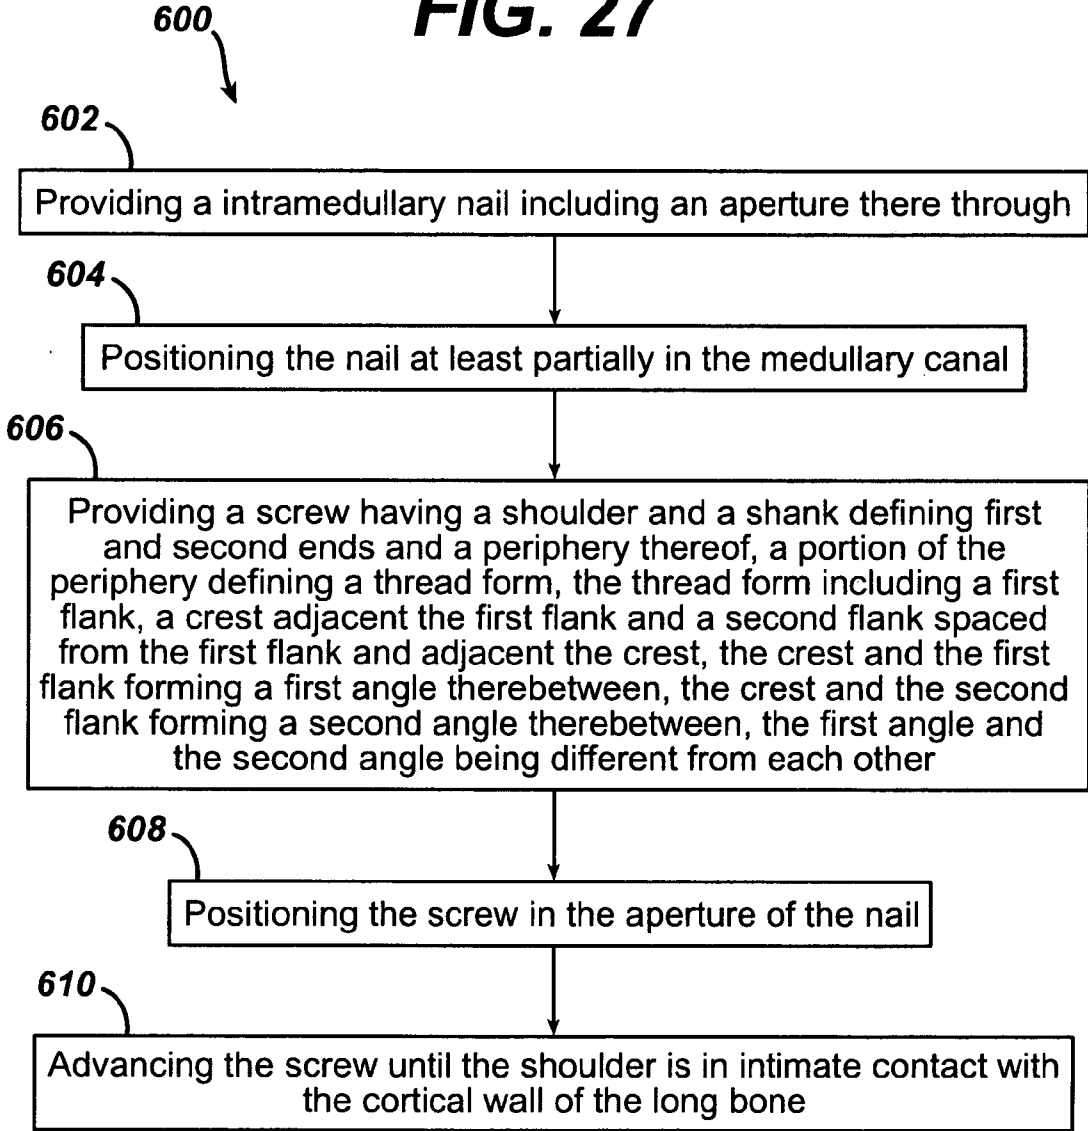 FIG. 27
600
602
Providing a intramedullary nail including an aperture there through
604
Positioning the nail at least partially in the medullary canal
606
Providing a screw having a shoulder and a shank defining first
and second ends and a periphery thereof, a portion of the
periphery defining a thread form, the thread form including a first
flank, a crest adjacent the first flank and a second flank spaced
from the first flank and adjacent the crest, the crest and the first
flank forming a first angle therebetween, the crest and the second
flank forming a second angle therebetween, the first angle and
the second angle being different from each other
608
Positioning the screw in the aperture of the nail
610
Advancing the screw until the shoulder is in intimate contact with
the cortical wall of the long bone